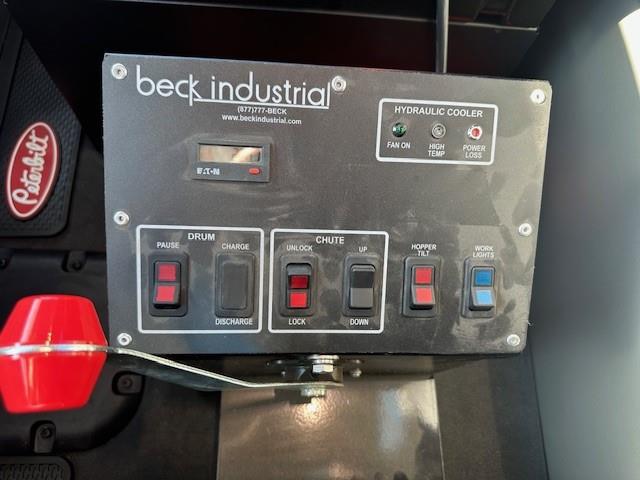 beck industrial
(877)777-BECK
www.beckindustrial.com
HYDRAULIC COOLER
FAN ON
HIGH TEMP
POWER LOSS
EATON
Peterbilt
DRUM
PAUSE
CHARGE
DISCHARGE
CHUTE
UNLOCK
LOCK
UP
DOWN
HOPPER TILT
WORK LIGHTS